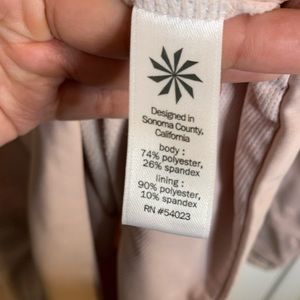 Designed in
Sonoma County,
California
body :
74% polyester,
26% spandex
lining :
90% polyester,
10% spandex
RN #54023